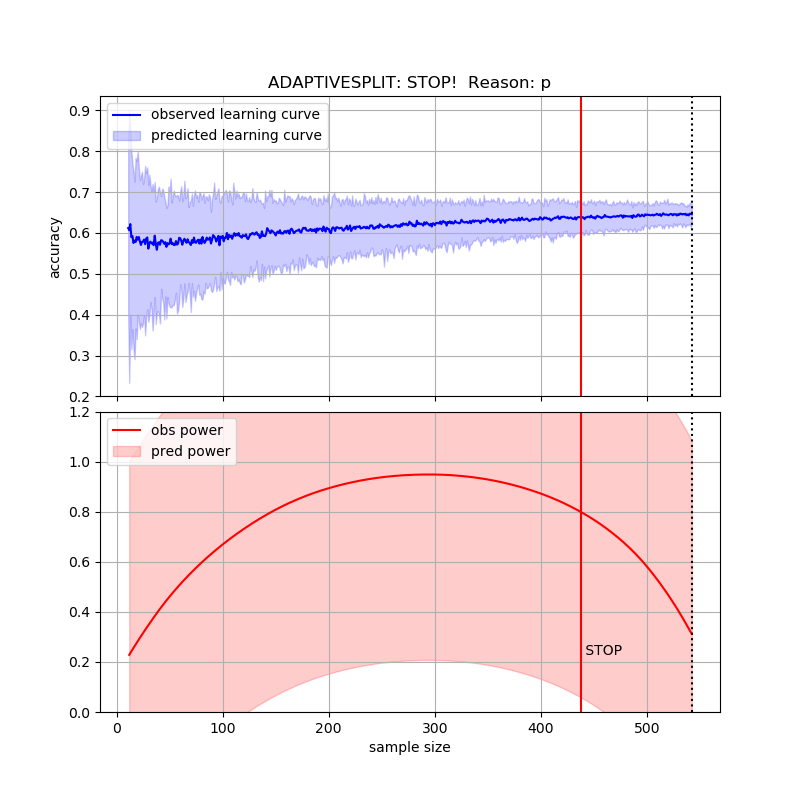 ADAPTIVESPLIT: STOP!  Reason: p
observed learning curve
predicted learning curve
0.9
0.8
0.7
0.6
0.5
0.4
0.3
0.2
accuracy
obs power
pred power
1.2
1.0
0.8
0.6
0.4
0.2
0.0
STOP
0
100
200
300
400
500
sample size